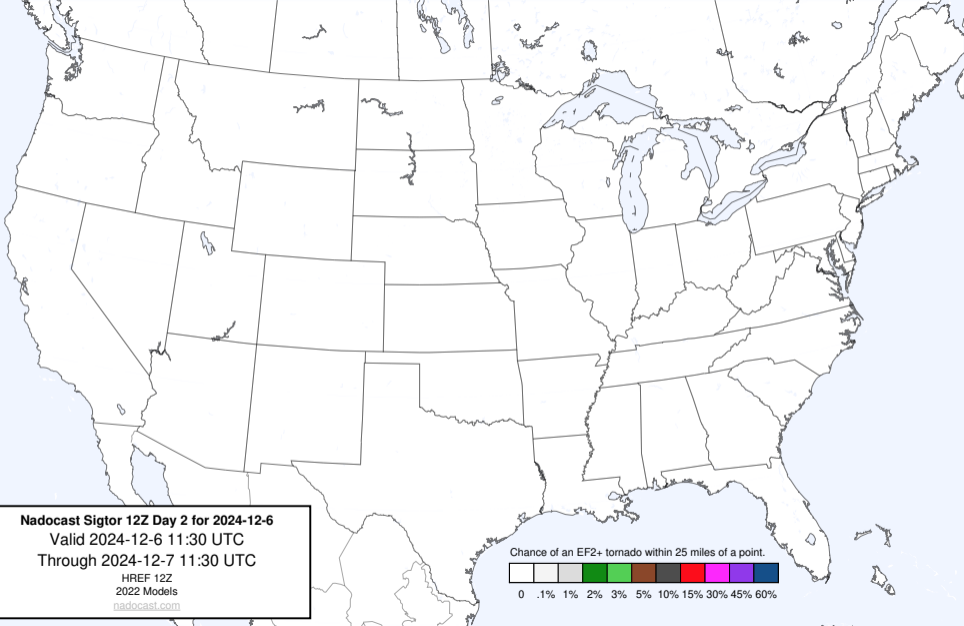 Nadocast Sigtor 12Z Day 2 for 2024-12-6
Valid 2024-12-6 11:30 UTC
Through 2024-12-7 11:30 UTC
HREF 12Z
2022 Models
nadocast.com
Chance of an EF2+ tornado within 25 miles of a point.
0 .1% 1% 2% 3% 5% 10% 15% 30% 45% 60%